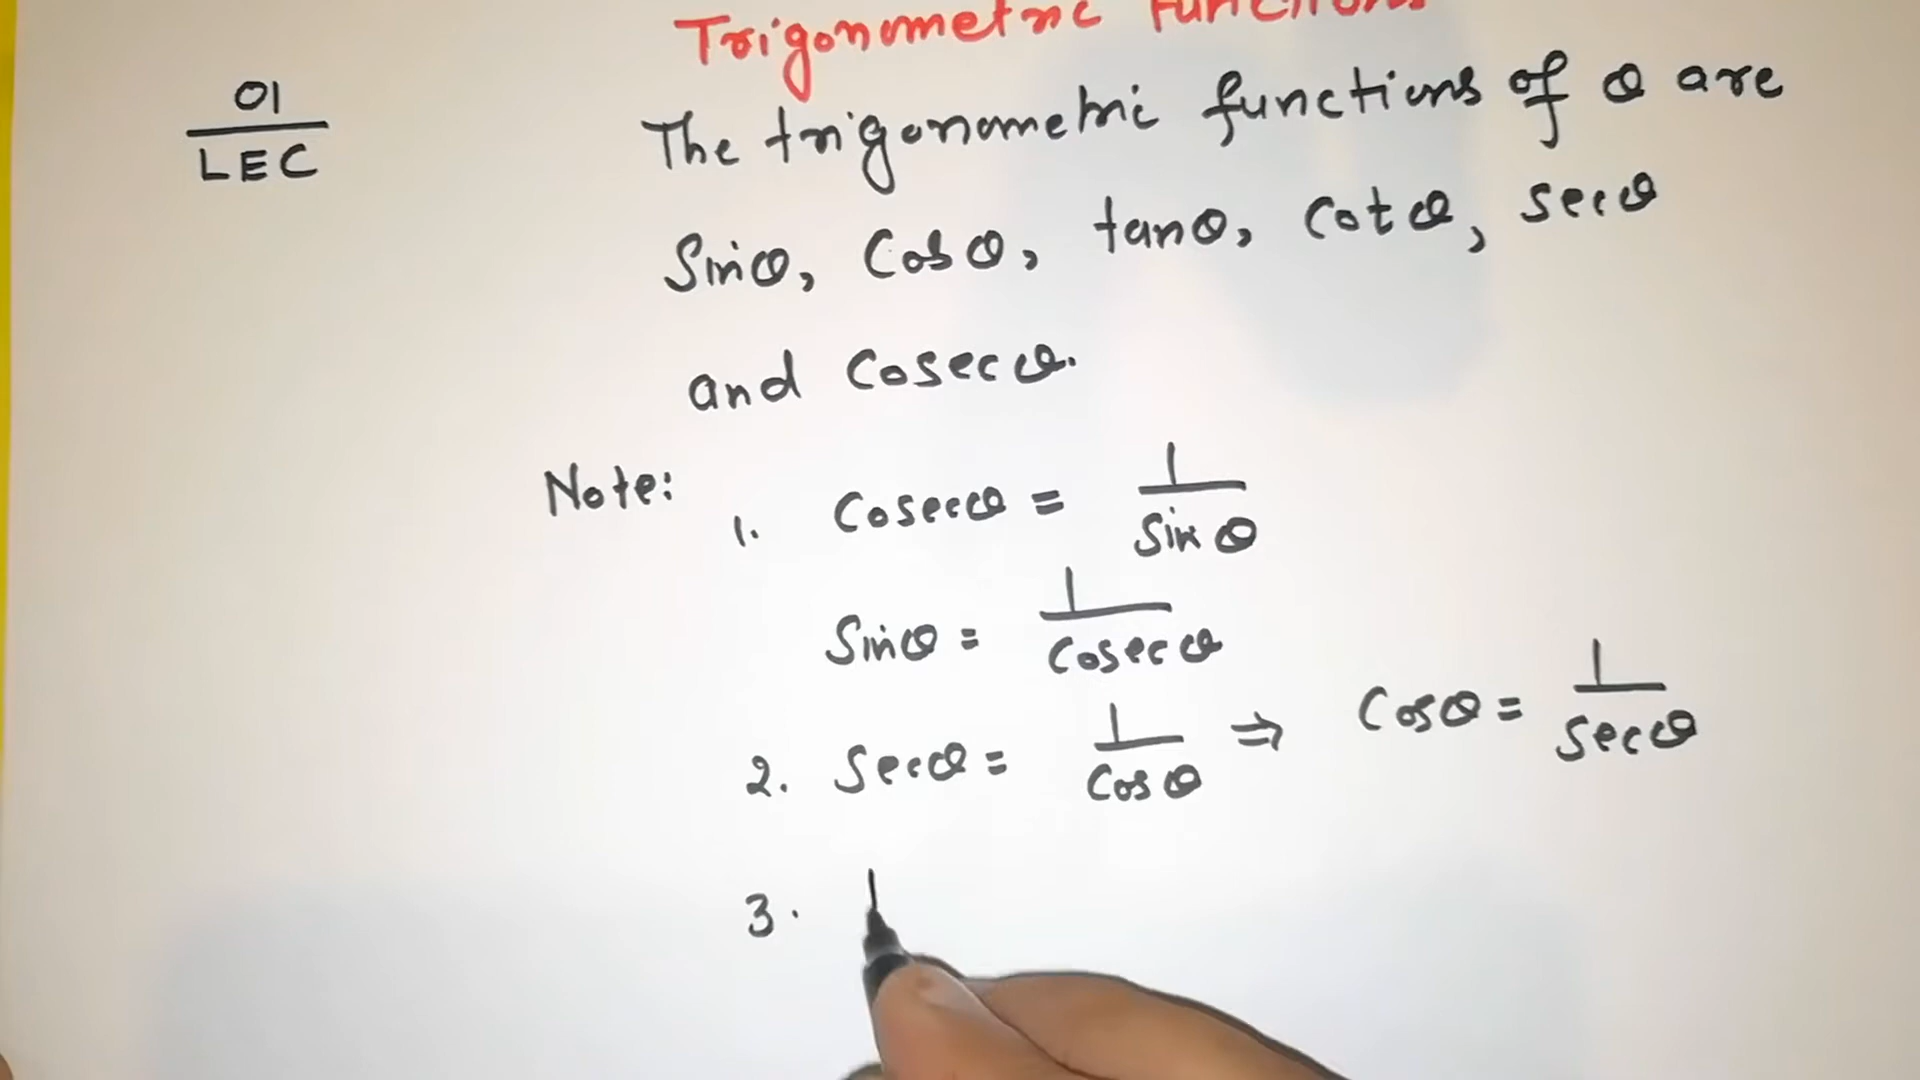 Trigonometric Functions
01
LEC
The trigonometric functions of θ are
Sinθ, Cosθ, tanθ, Cotθ, secθ
and Cosecθ.
Note:
1. Cosecθ = 1/Sinθ
Sinθ = 1/Cosecθ
2. Secθ = 1/Cosθ ⇒ Cosθ = 1/Secθ
3.